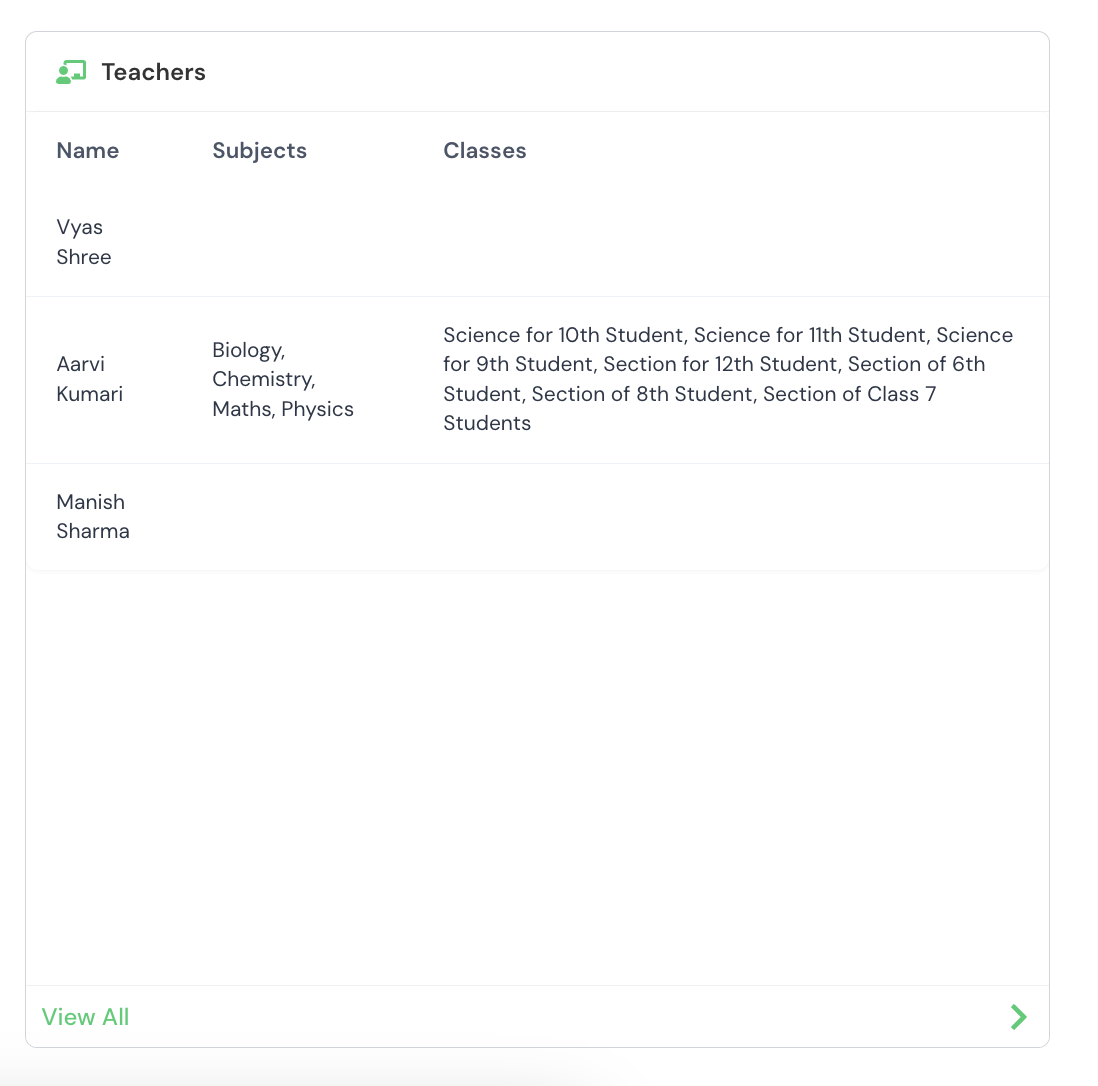 Teachers
Name Subjects Classes
Vyas
Shree
Aarvi
Kumari
Biology,
Chemistry,
Maths, Physics
Science for 10th Student, Science for 11th Student, Science
for 9th Student, Section for 12th Student, Section of 6th
Student, Section of 8th Student, Section of Class 7
Students
Manish
Sharma
View All